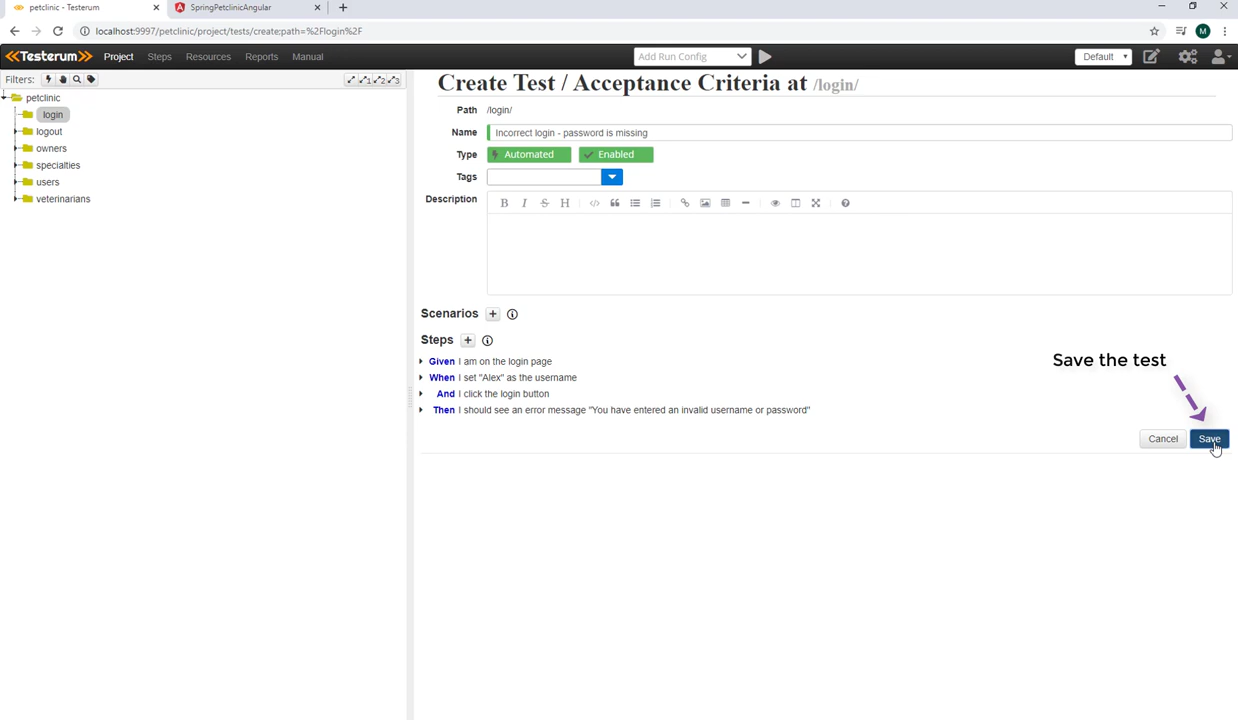 petclinic - Testerum
SpringPetclinicAngular
localhost:9997/petclinic/project/tests/create;path=%2Flogin%2F
M
Testerum Project Steps Resources Reports Manual Add Run Config Default
Filters:
1 2 3
petclinic
login
logout
owners
specialties
users
veterinarians
Create Test / Acceptance Criteria at /login/
Path /login/
Name Incorrect login - password is missing
Type Automated Enabled
Tags
Description B I S H
Scenarios +
Steps +
Given I am on the login page
When I set "Alex" as the username
And I click the login button
Then I should see an error message "You have entered an invalid username or password"
Save the test
Cancel Save